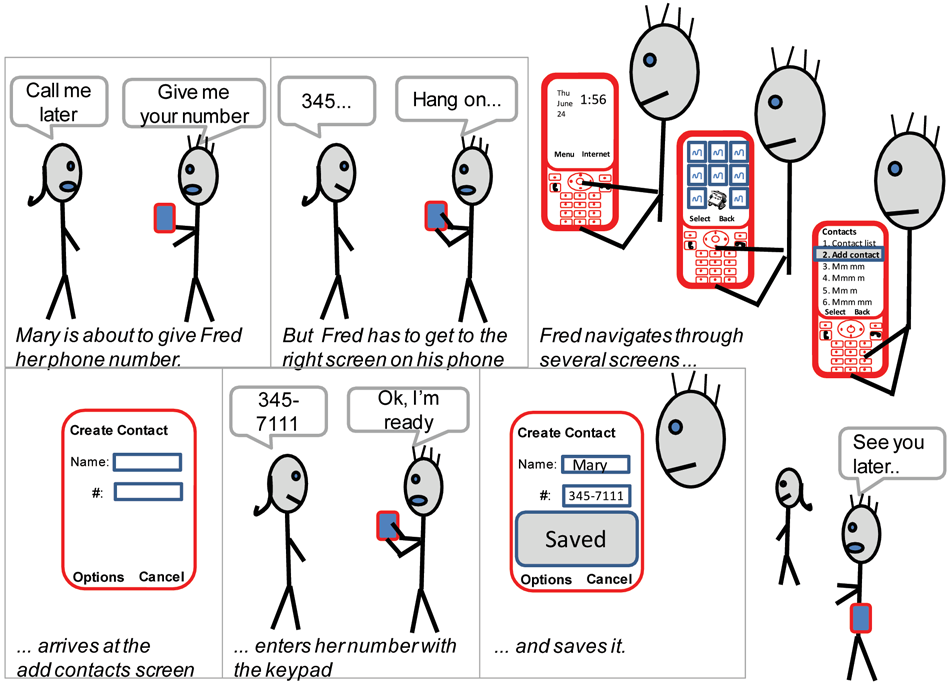 Call me
later
Give me
your number
Mary is about to give Fred
her phone number.
345...
Hang on...
But Fred has to get to the
right screen on his phone
Thu
June
24
1:56
Menu Internet
Select Back
Contacts
1. Contact list
2. Add contact
3. Mm mm
4. Mmm m
5. Mm m
6. Mmm mm
Select Back
Fred navigates through
several screens ...
Create Contact
Name:
#:
Options Cancel
... arrives at the
add contacts screen
345-
7111
Ok, I'm
ready
... enters her number with
the keypad
Create Contact
Name: Mary
#: 345-7111
Saved
Options Cancel
... and saves it.
See you
later..